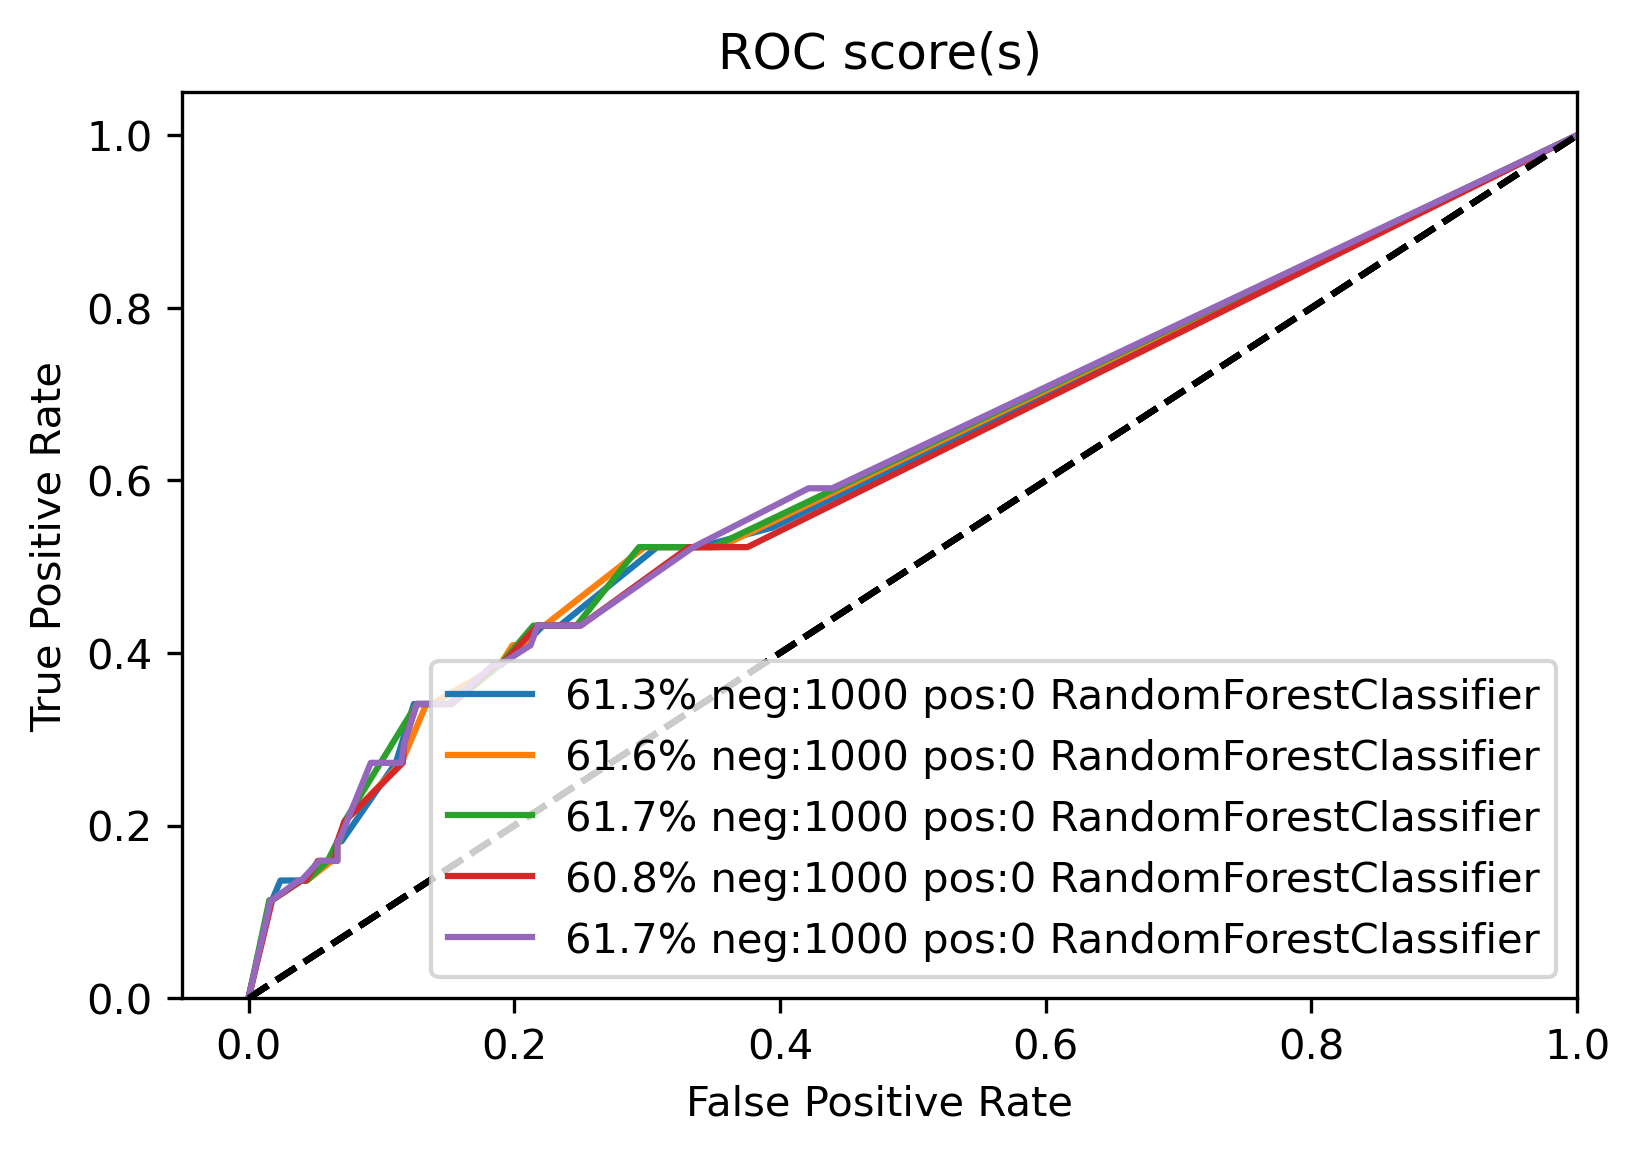 ROC score(s)
1.0
0.8
0.6
0.4
0.2
0.0
True Positive Rate
61.3% neg:1000 pos:0 RandomForestClassifier
61.6% neg:1000 pos:0 RandomForestClassifier
61.7% neg:1000 pos:0 RandomForestClassifier
60.8% neg:1000 pos:0 RandomForestClassifier
61.7% neg:1000 pos:0 RandomForestClassifier
0.0 0.2 0.4 0.6 0.8 1.0
False Positive Rate